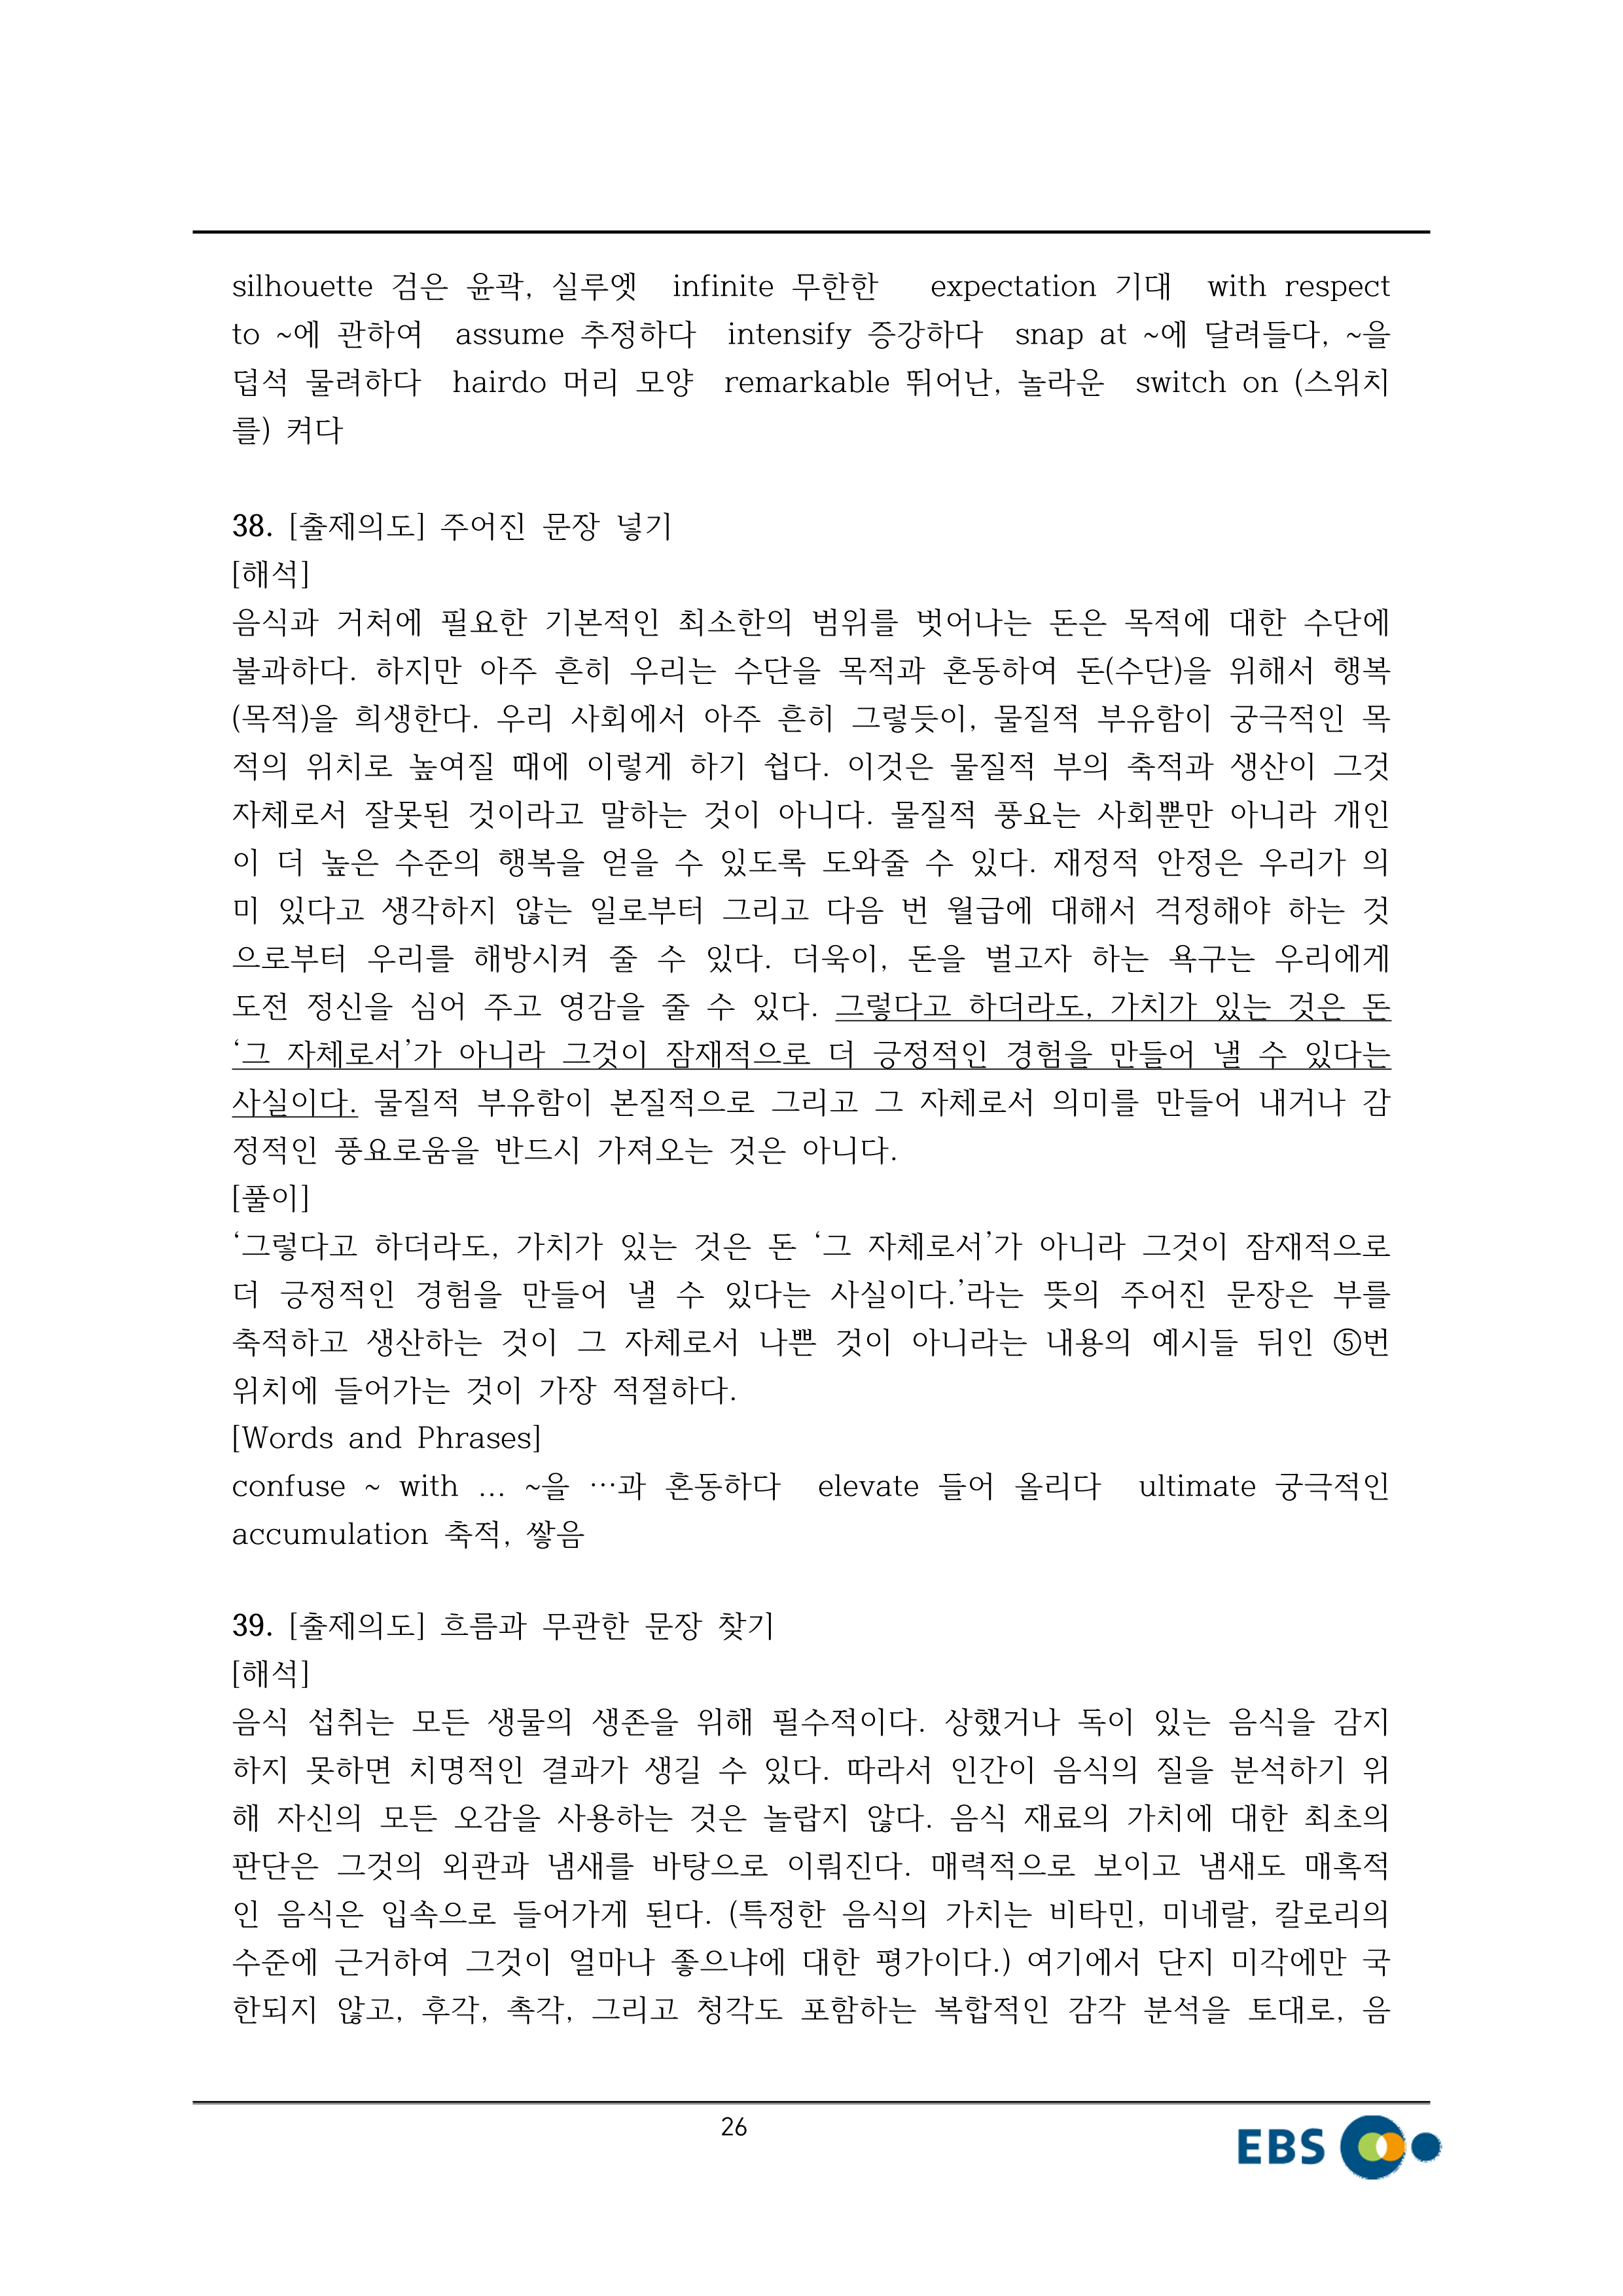 silhouette 검은 윤곽, 실루엣  infinite 무한한  expectation 기대  with respect
to ~에 관하여  assume 추정하다  intensify 증강하다  snap at ~에 달려들다, ~을
덥석 물려하다  hairdo 머리 모양  remarkable 뛰어난, 놀라운  switch on (스위치
를) 켜다
38. [출제의도] 주어진 문장 넣기
[해석]
음식과 거처에 필요한 기본적인 최소한의 범위를 벗어나는 돈은 목적에 대한 수단에
불과하다. 하지만 아주 흔히 우리는 수단을 목적과 혼동하여 돈(수단)을 위해서 행복
(목적)을 희생한다. 우리 사회에서 아주 흔히 그렇듯이, 물질적 부유함이 궁극적인 목
적의 위치로 높여질 때에 이렇게 하기 쉽다. 이것은 물질적 부의 축적과 생산이 그것
자체로서 잘못된 것이라고 말하는 것이 아니다. 물질적 풍요는 사회뿐만 아니라 개인
이 더 높은 수준의 행복을 얻을 수 있도록 도와줄 수 있다. 재정적 안정은 우리가 의
미 있다고 생각하지 않는 일로부터 그리고 다음 번 월급에 대해서 걱정해야 하는 것
으로부터 우리를 해방시켜 줄 수 있다. 더욱이, 돈을 벌고자 하는 욕구는 우리에게
도전 정신을 심어 주고 영감을 줄 수 있다. 그렇다고 하더라도, 가치가 있는 것은 돈
‘그 자체로서’가 아니라 그것이 잠재적으로 더 긍정적인 경험을 만들어 낼 수 있다는
사실이다. 물질적 부유함이 본질적으로 그리고 그 자체로서 의미를 만들어 내거나 감
정적인 풍요로움을 반드시 가져오는 것은 아니다.
[풀이]
‘그렇다고 하더라도, 가치가 있는 것은 돈 ‘그 자체로서’가 아니라 그것이 잠재적으로
더 긍정적인 경험을 만들어 낼 수 있다는 사실이다.’라는 뜻의 주어진 문장은 부를
축적하고 생산하는 것이 그 자체로서 나쁜 것이 아니라는 내용의 예시들 뒤인 ⑤번
위치에 들어가는 것이 가장 적절하다.
[Words and Phrases]
confuse ~ with … ~을 …과 혼동하다  elevate 들어 올리다  ultimate 궁극적인
accumulation 축적, 쌓음
39. [출제의도] 흐름과 무관한 문장 찾기
[해석]
음식 섭취는 모든 생물의 생존을 위해 필수적이다. 상했거나 독이 있는 음식을 감지
하지 못하면 치명적인 결과가 생길 수 있다. 따라서 인간이 음식의 질을 분석하기 위
해 자신의 모든 오감을 사용하는 것은 놀랍지 않다. 음식 재료의 가치에 대한 최초의
판단은 그것의 외관과 냄새를 바탕으로 이뤄진다. 매력적으로 보이고 냄새도 매혹적
인 음식은 입속으로 들어가게 된다. (특정한 음식의 가치는 비타민, 미네랄, 칼로리의
수준에 근거하여 그것이 얼마나 좋으냐에 대한 평가이다.) 여기에서 단지 미각에만 국
한되지 않고, 후각, 촉각, 그리고 청각도 포함하는 복합적인 감각 분석을 토대로, 음
26
EBS